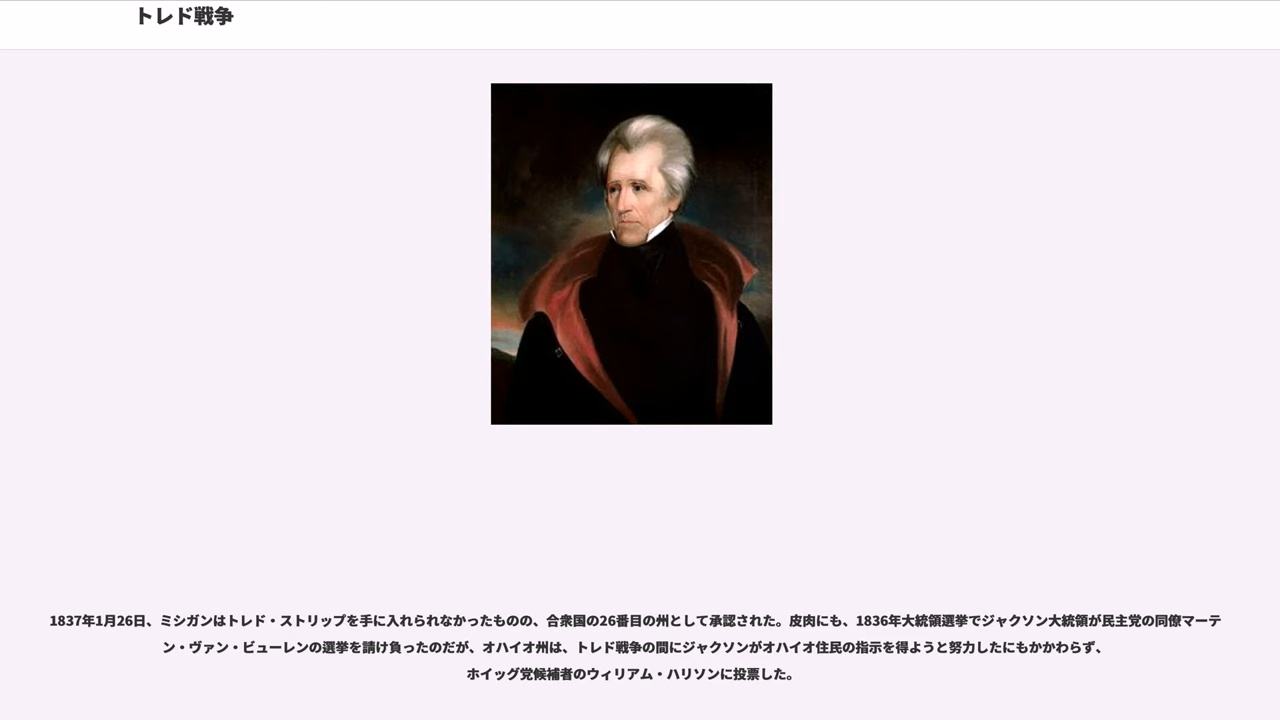 トレド戦争
1837年1月26日、ミシガンはトレド・ストリップを手に入れられなかったものの、合衆国の26番目の州として承認された。皮肉にも、1836年大統領選挙でジャクソン大統領が民主党の同僚マーテ
ン・ヴァン・ビューレンの選挙を請け負ったのだが、オハイオ州は、トレド戦争の間にジャクソンがオハイオ住民の指示を得ようと努力したにもかかわらず、
ホイッグ党候補者のウィリアム・ハリソンに投票した。